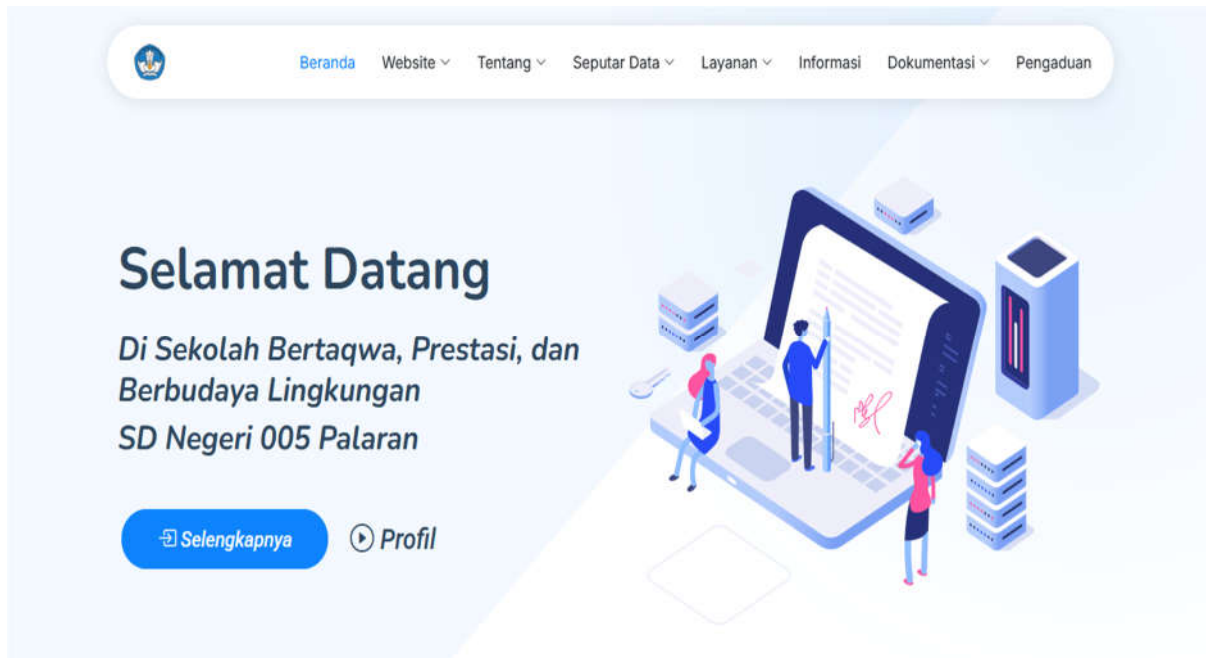 Beranda Website Tentang Seputar Data Layanan Informasi Dokumentasi Pengaduan
Selamat Datang
Di Sekolah Bertaqwa, Prestasi, dan
Berbudaya Lingkungan
SD Negeri 005 Palaran
Selengkapnya Profil